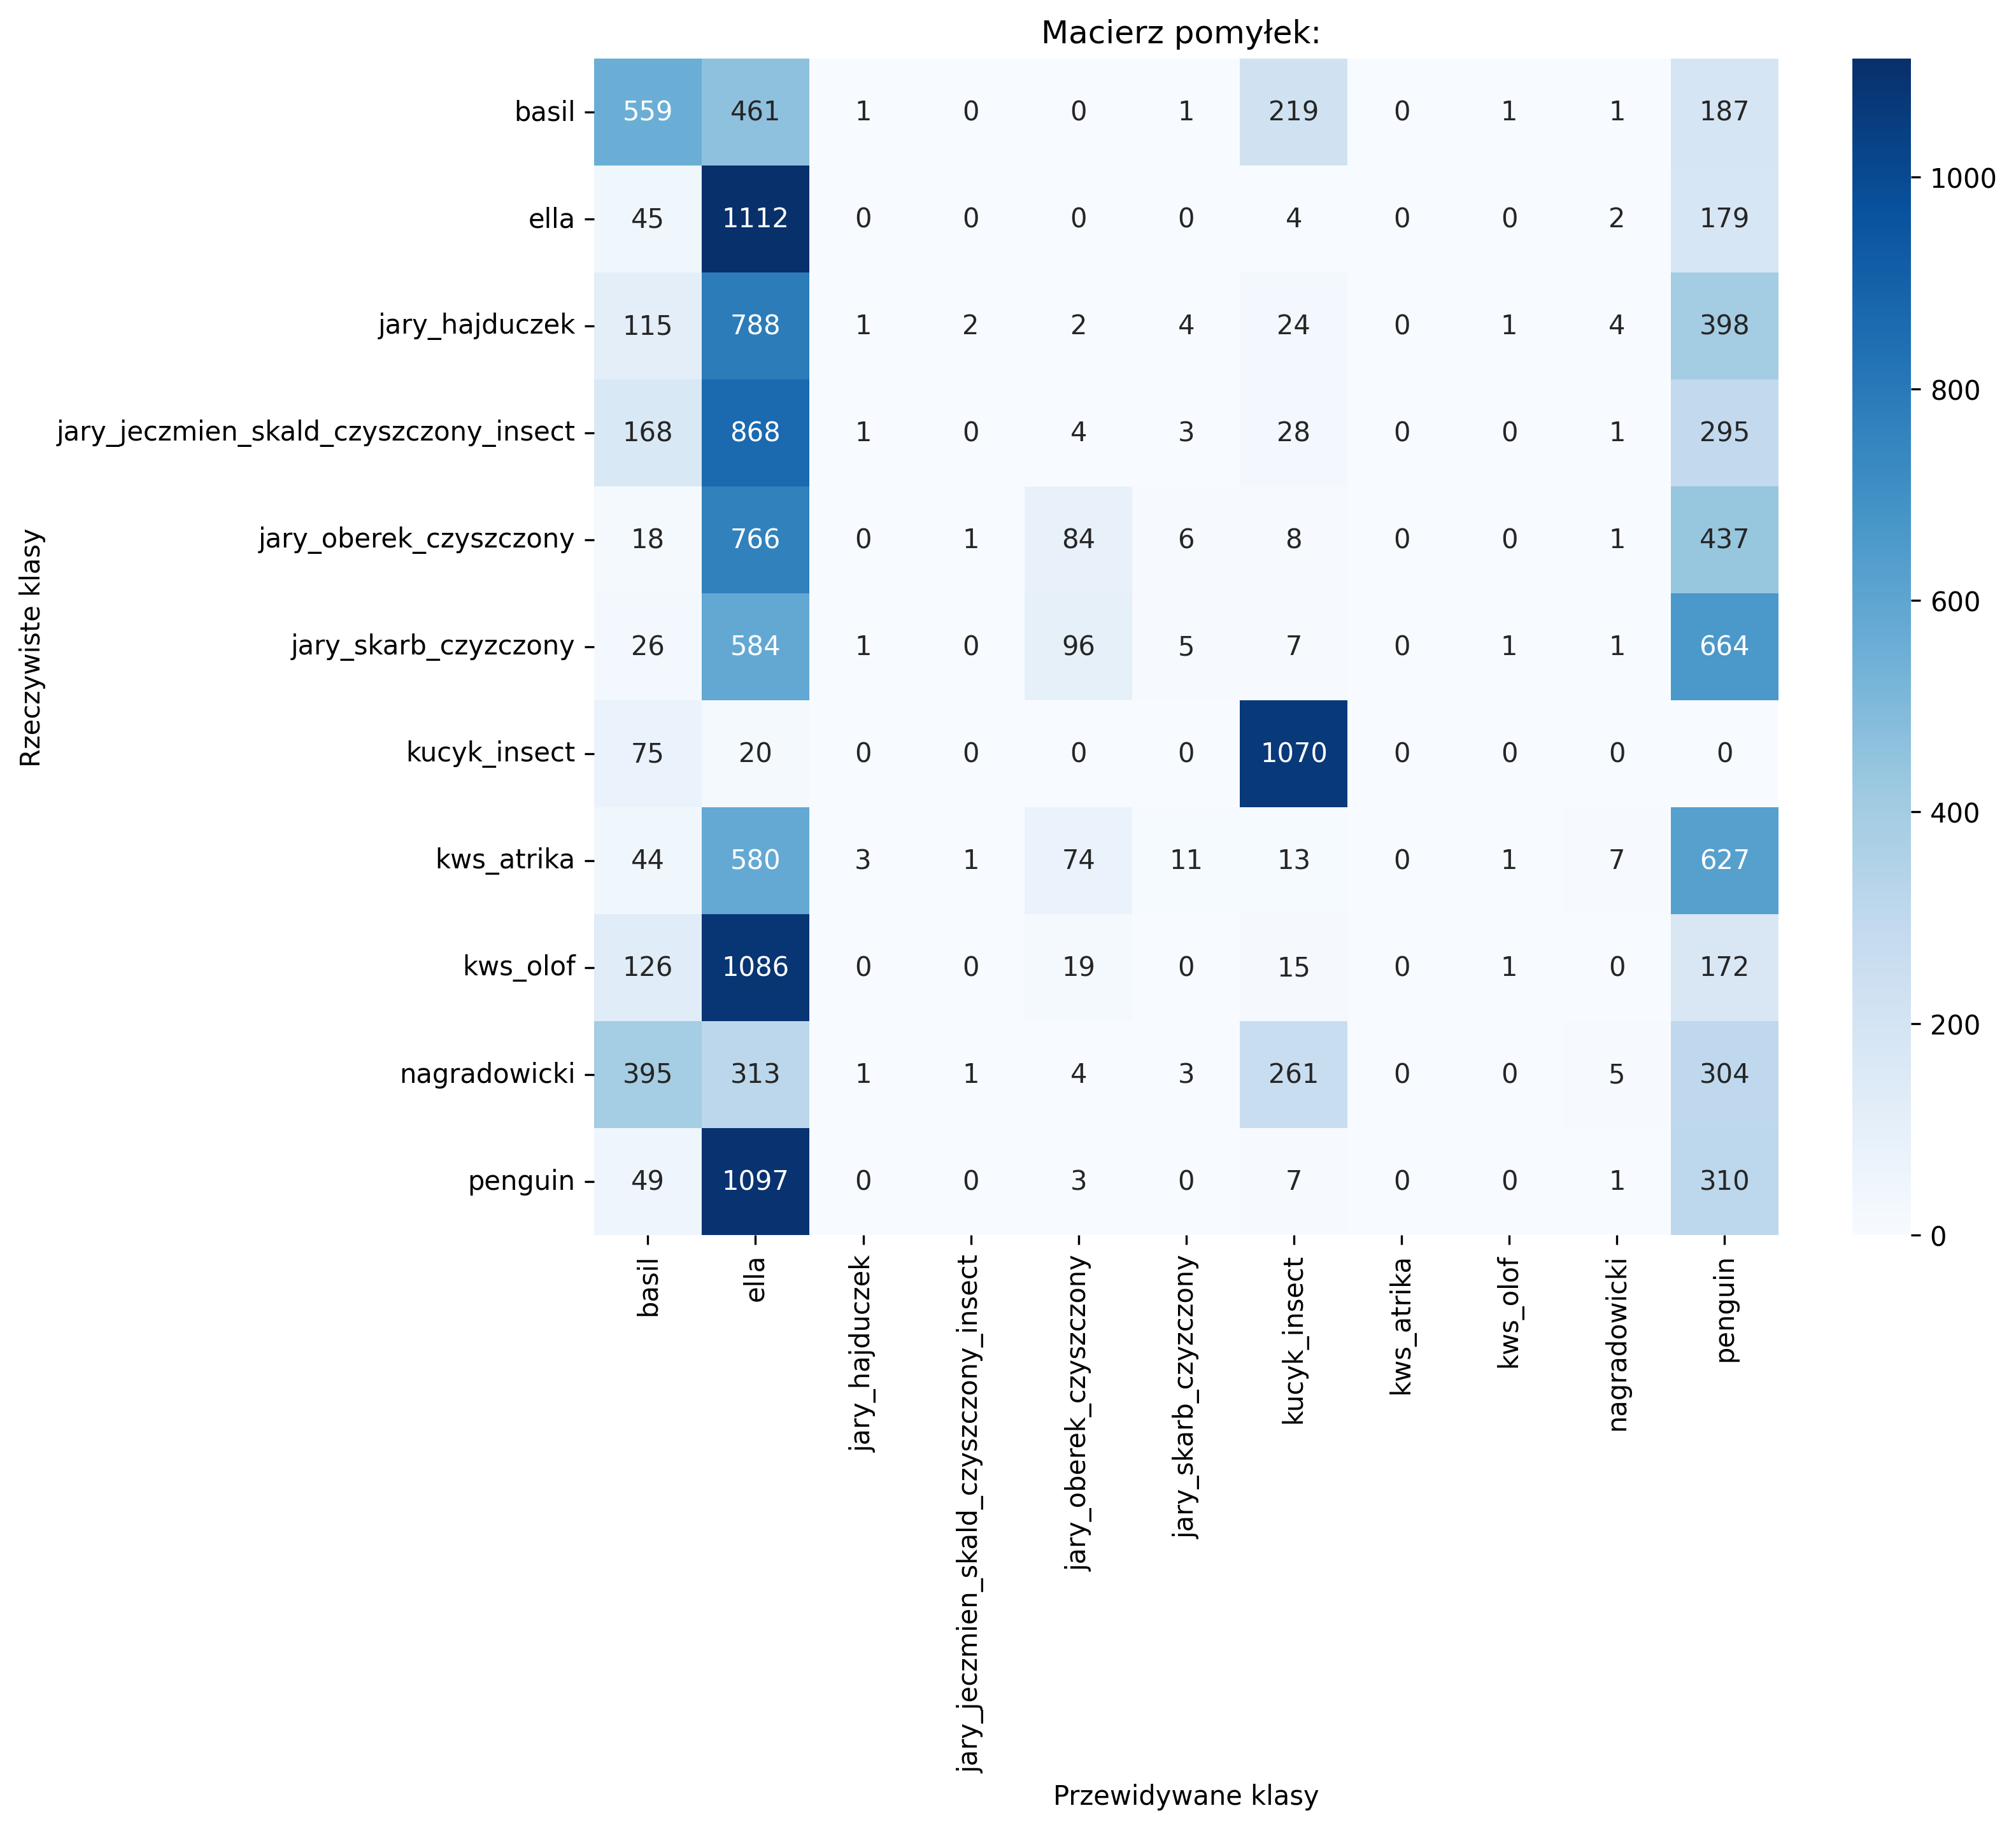 Macierz pomyłek:
basil 559 461 1 0 0 1 219 0 1 1 187
ella 45 1112 0 0 0 0 4 0 0 2 179
jary_hajduczek 115 788 1 2 2 4 24 0 1 4 398
jary_jeczmien_skald_czyszczony_insect 168 868 1 0 4 3 28 0 0 1 295
jary_oberek_czyszczony 18 766 0 1 84 6 8 0 0 1 437
jary_skarb_czyzczony 26 584 1 0 96 5 7 0 1 1 664
kucyk_insect 75 20 0 0 0 0 1070 0 0 0 0
kws_atrika 44 580 3 1 74 11 13 0 1 7 627
kws_olof 126 1086 0 0 19 0 15 0 1 0 172
nagradowicki 395 313 1 1 4 3 261 0 0 5 304
penguin 49 1097 0 0 3 0 7 0 0 1 310
Rzeczywiste klasy
basil
ella
jary_hajduczek
jary_jeczmien_skald_czyszczony_insect
jary_oberek_czyszczony
jary_skarb_czyzczony
kucyk_insect
kws_atrika
kws_olof
nagradowicki
penguin
Przewidywane klasy
1000
800
600
400
200
0